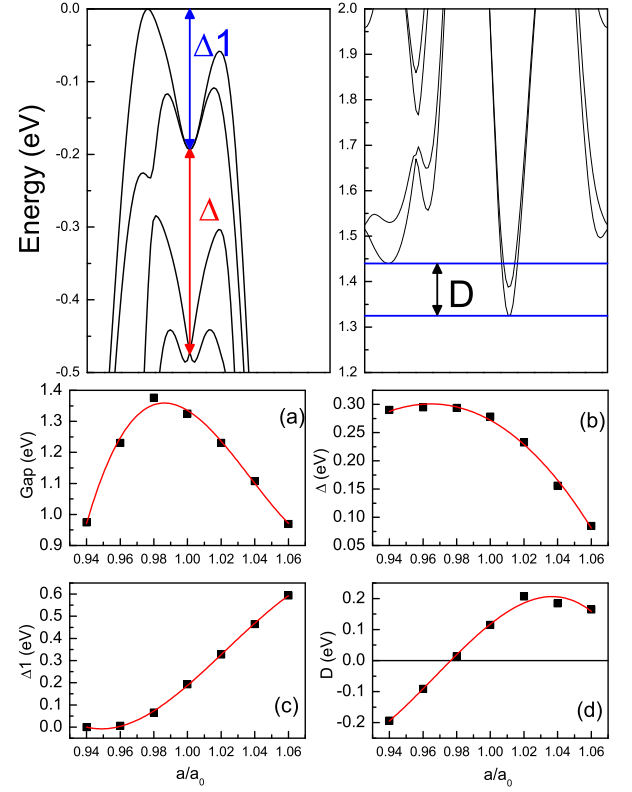 Energy (eV)
0.0
-0.1
-0.2
-0.3
-0.4
-0.5
Δ1
Δ
2.0
1.9
1.8
1.7
1.6
1.5
1.4
1.3
1.2
D
Gap (eV)
1.4
1.3
1.2
1.1
1.0
0.9
(a)
0.94 0.96 0.98 1.00 1.02 1.04 1.06
Δ (eV)
0.30
0.25
0.20
0.15
0.10
0.05
(b)
0.94 0.96 0.98 1.00 1.02 1.04 1.06
Δ1 (eV)
0.6
0.5
0.4
0.3
0.2
0.1
0.0
(c)
0.94 0.96 0.98 1.00 1.02 1.04 1.06
a/a₀
D (eV)
0.2
0.1
0.0
-0.1
-0.2
(d)
0.94 0.96 0.98 1.00 1.02 1.04 1.06
a/a₀